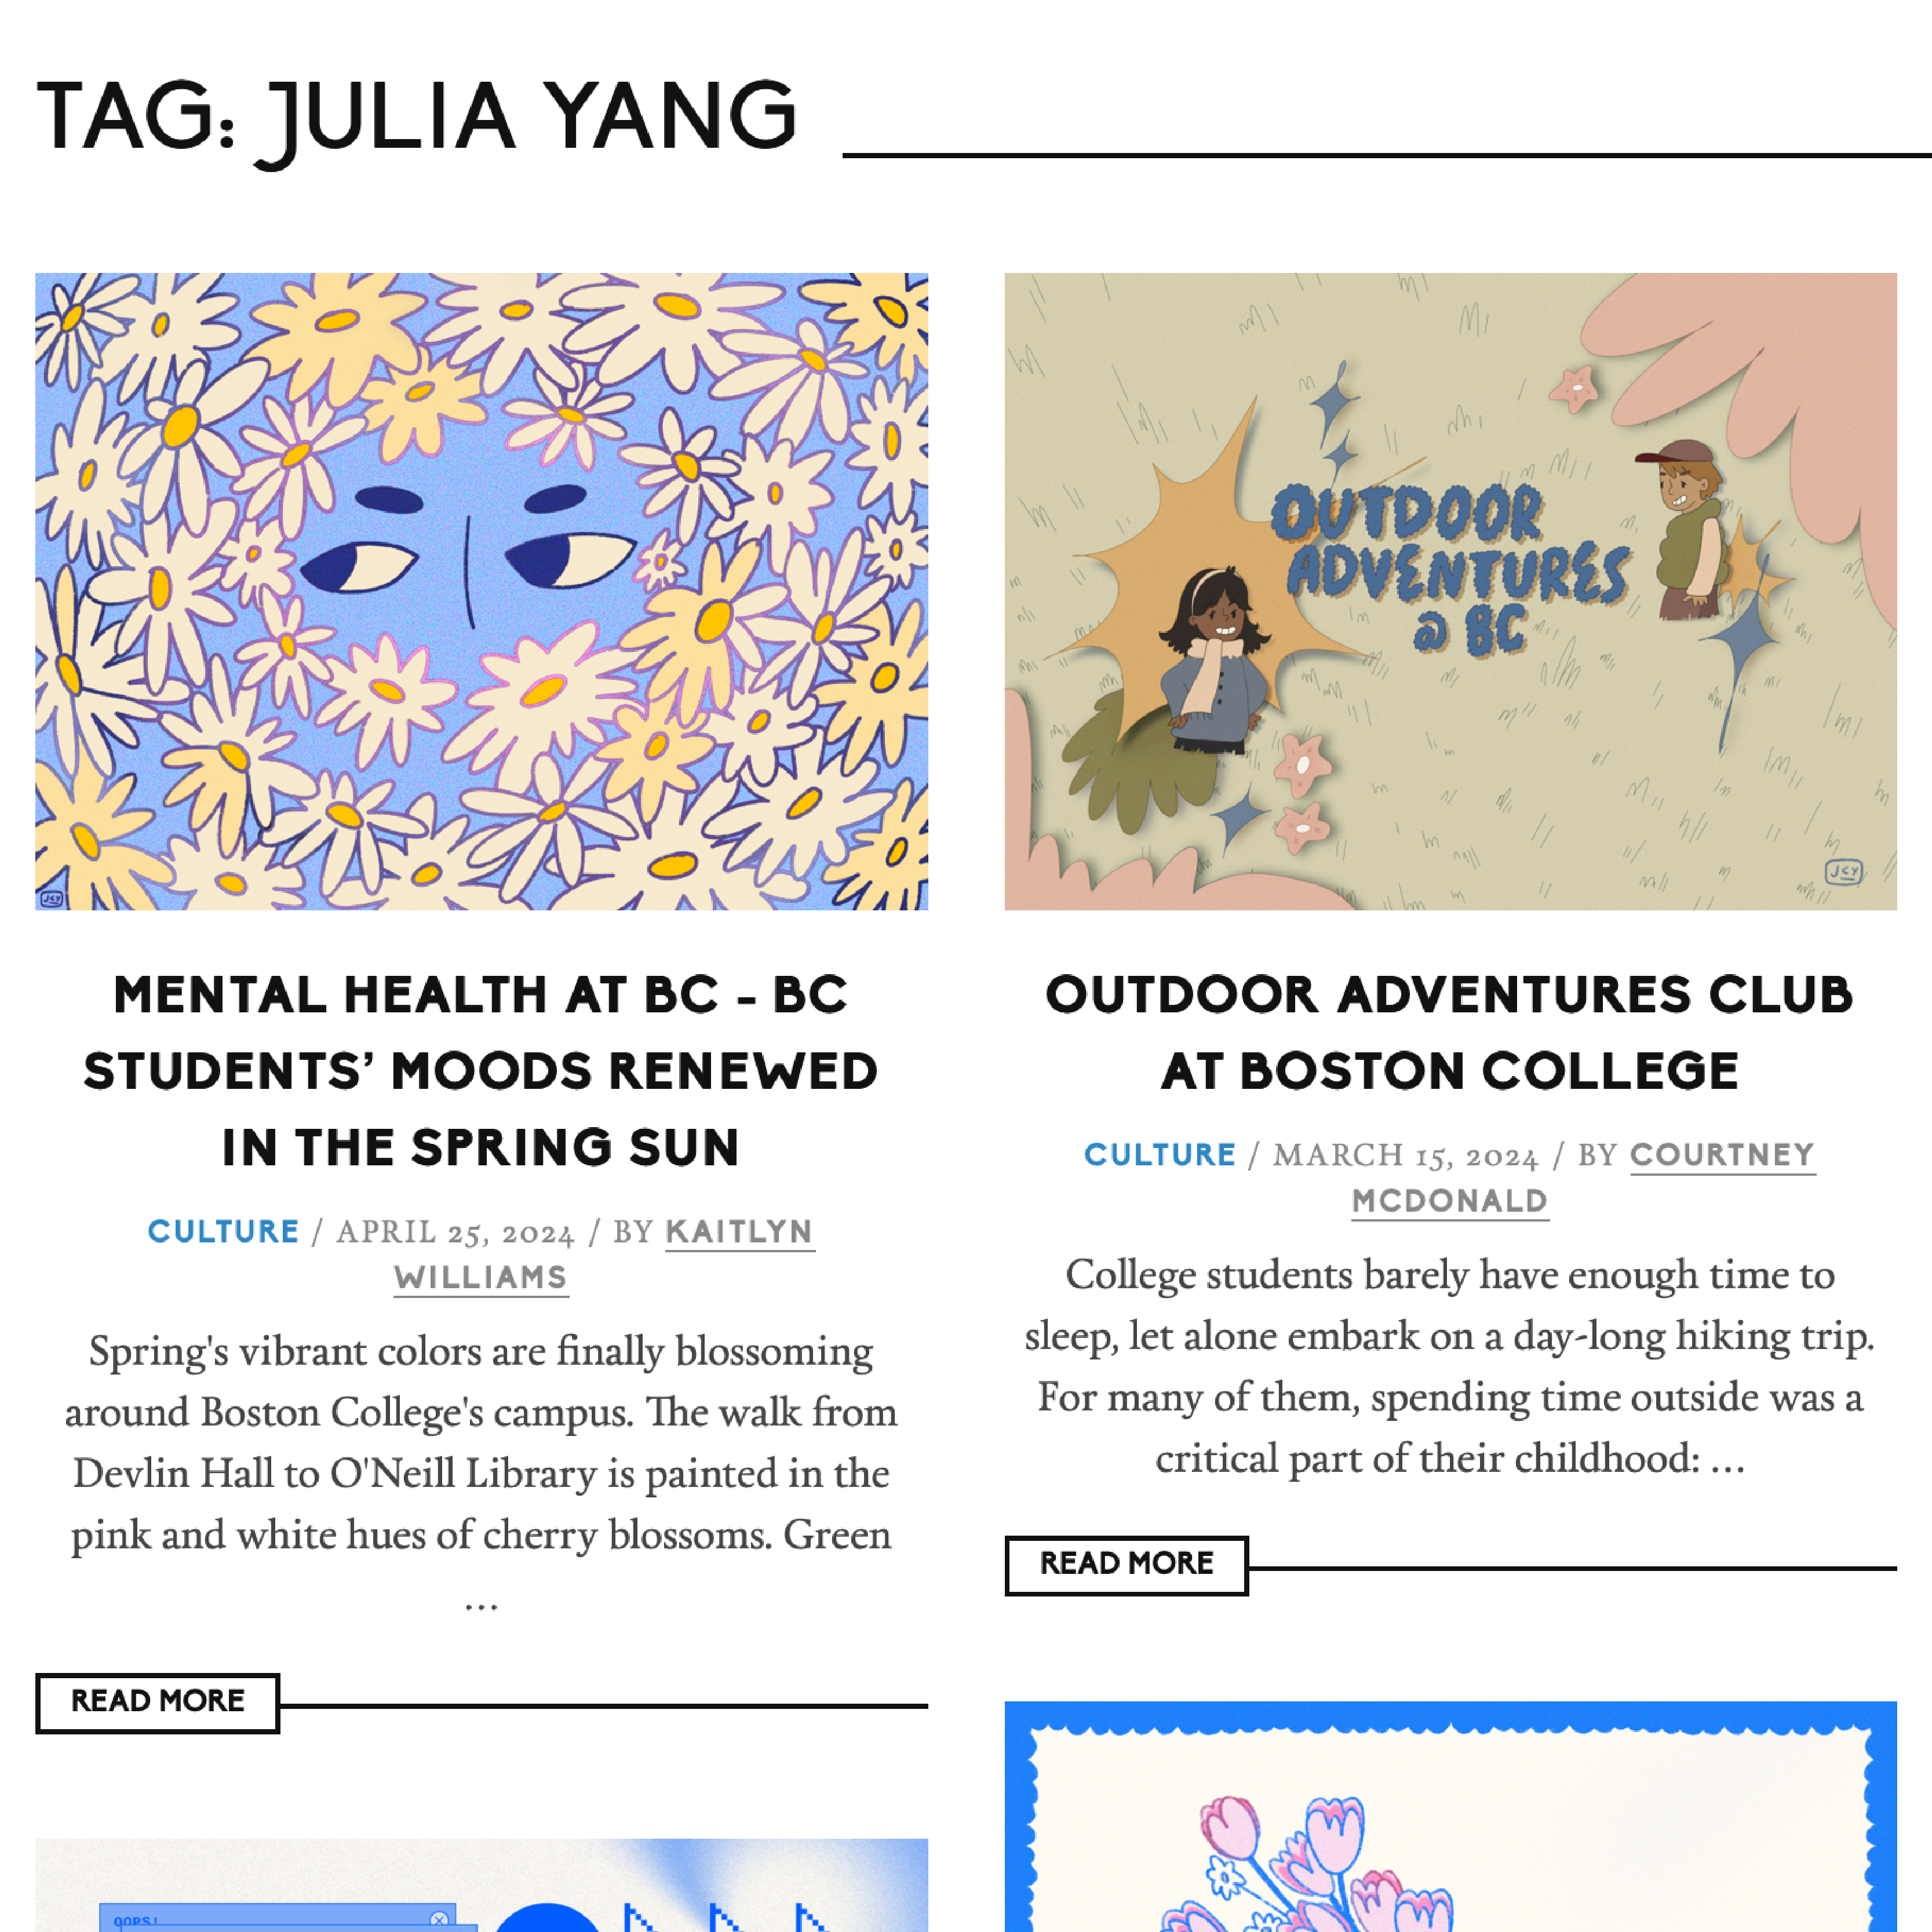 TAG: JULIA YANG
JCY
MENTAL HEALTH AT BC - BC
STUDENTS’ MOODS RENEWED
IN THE SPRING SUN
CULTURE / APRIL 25, 2024 / BY KAITLYN
WILLIAMS
Spring's vibrant colors are finally blossoming
around Boston College's campus. The walk from
Devlin Hall to O'Neill Library is painted in the
pink and white hues of cherry blossoms. Green
...
READ MORE
OOPS!
OUTDOOR
ADVENTURES
@ BC
JCY
OUTDOOR ADVENTURES CLUB
AT BOSTON COLLEGE
CULTURE / MARCH 15, 2024 / BY COURTNEY
MCDONALD
College students barely have enough time to
sleep, let alone embark on a day-long hiking trip.
For many of them, spending time outside was a
critical part of their childhood: ...
READ MORE